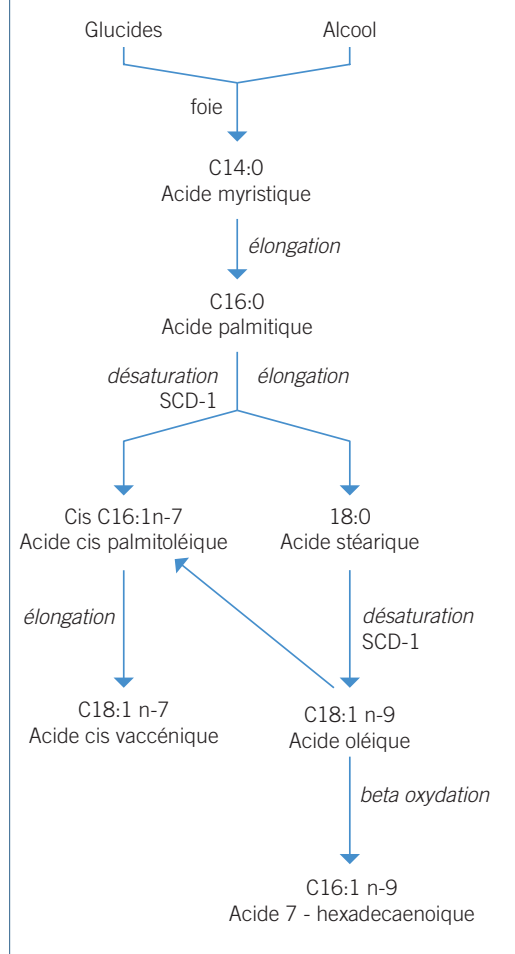 Glucides
Alcool
foie
C14:0
Acide myristique
élongation
C16:0
Acide palmitique
désaturation
SCD-1
élongation
Cis C16:1n-7
Acide cis palmitoléique
18:0
Acide stéarique
élongation
désaturation
SCD-1
C18:1 n-7
Acide cis vaccénique
C18:1 n-9
Acide oléique
beta oxydation
C16:1 n-9
Acide 7 - hexadecaenoique